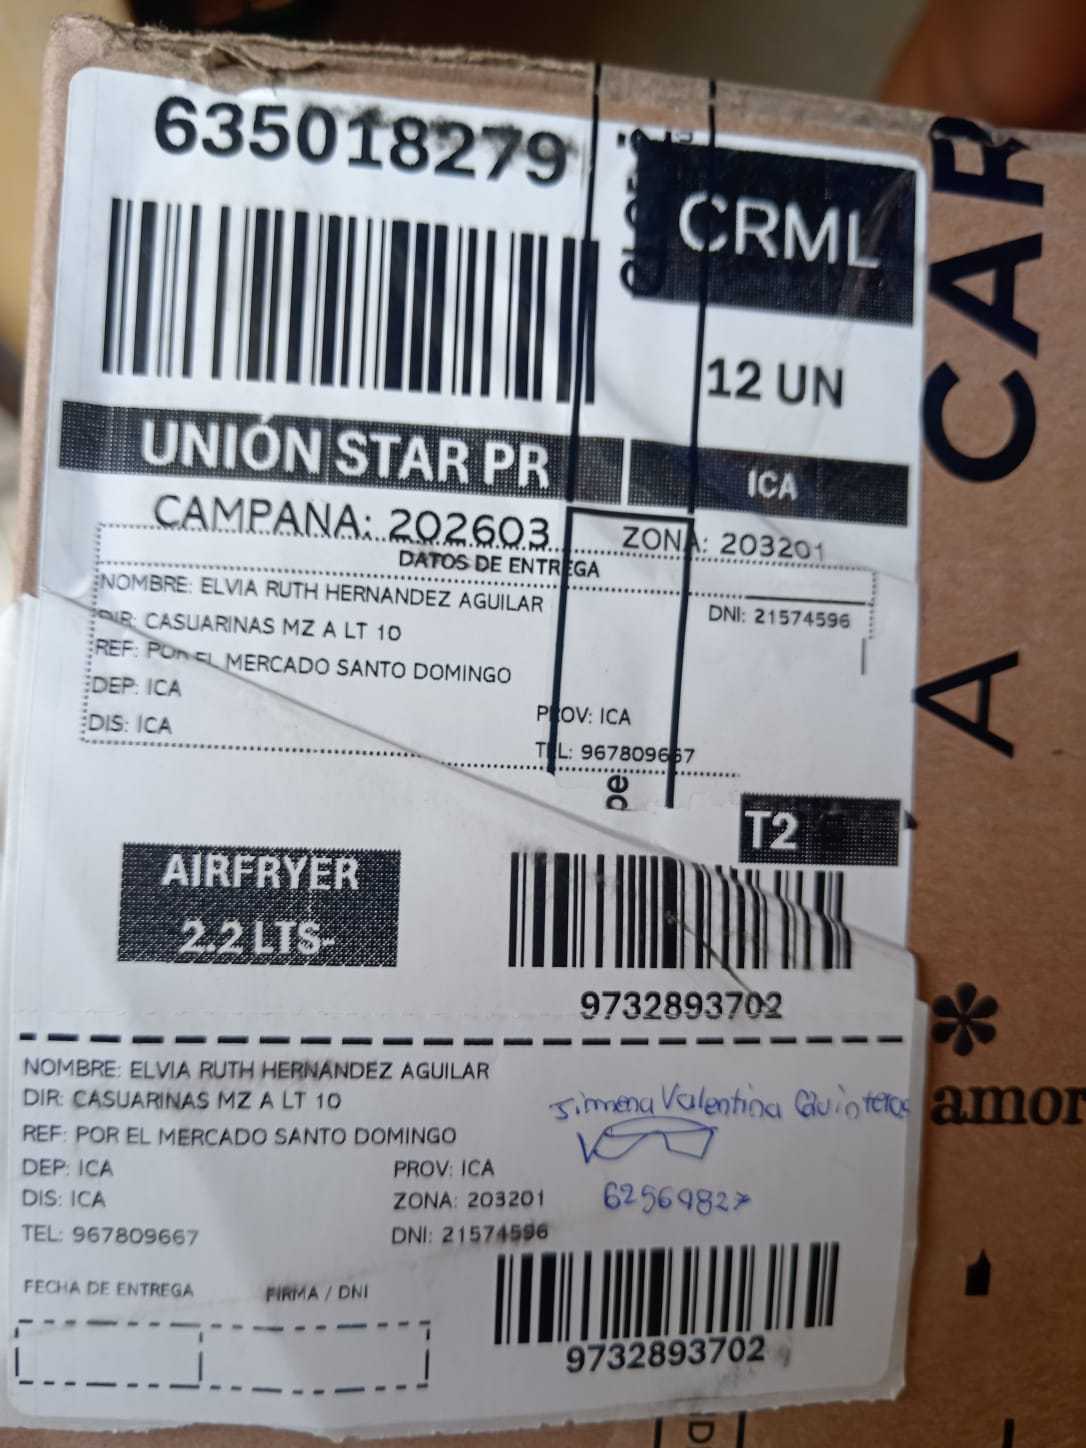 635018279
CRML
12 UN
UNIÓN STAR PR
ICA
CAMPAÑA: 202603
ZONA: 203201
DATOS DE ENTREGA
NOMBRE: ELVIA RUTH HERNANDEZ AGUILAR
DNI: 21574596
DIR: CASUARINAS MZ A LT 10
REF: POR EL MERCADO SANTO DOMINGO
DEP: ICA
PROV: ICA
DIS: ICA
TEL: 967809667
pe
T2
AIRFRYER
2.2 LTS-
9732893702
NOMBRE: ELVIA RUTH HERNANDEZ AGUILAR
DIR: CASUARINAS MZ A LT 10
REF: POR EL MERCADO SANTO DOMINGO
DEP: ICA
PROV: ICA
DIS: ICA
ZONA: 203201
TEL: 967809667
DNI: 21574596
Jimena Valentina Quinteros
62569827
FECHA DE ENTREGA
FIRMA / DNI
9732893702
A CAR
amor